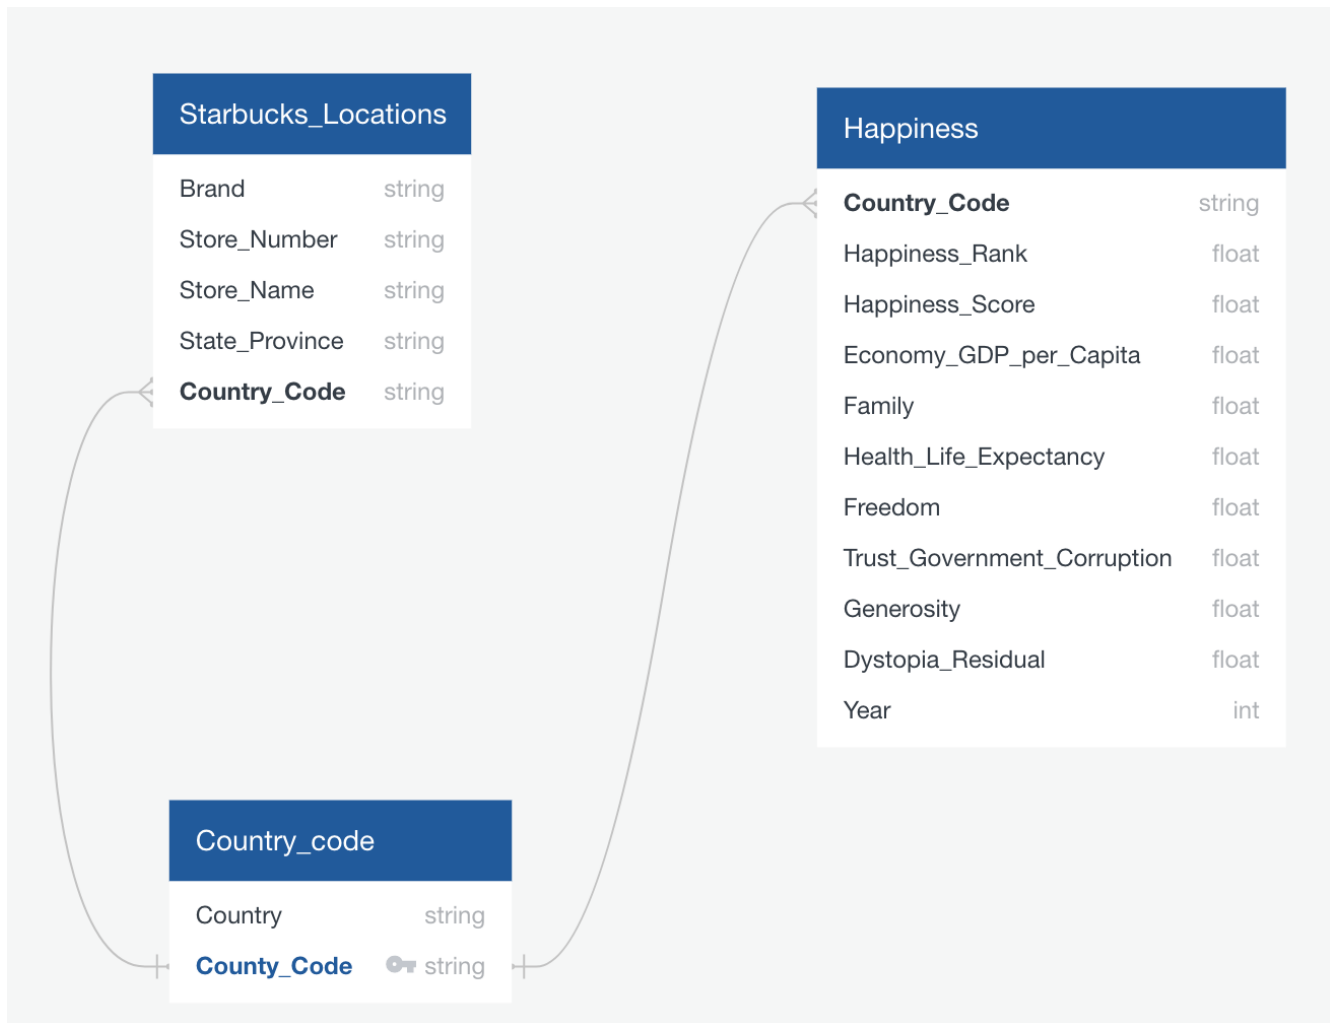 Starbucks_Locations
Brand string
Store_Number string
Store_Name string
State_Province string
Country_Code string
Happiness
Country_Code string
Happiness_Rank float
Happiness_Score float
Economy_GDP_per_Capita float
Family float
Health_Life_Expectancy float
Freedom float
Trust_Government_Corruption float
Generosity float
Dystopia_Residual float
Year int
Country_code
Country string
County_Code string